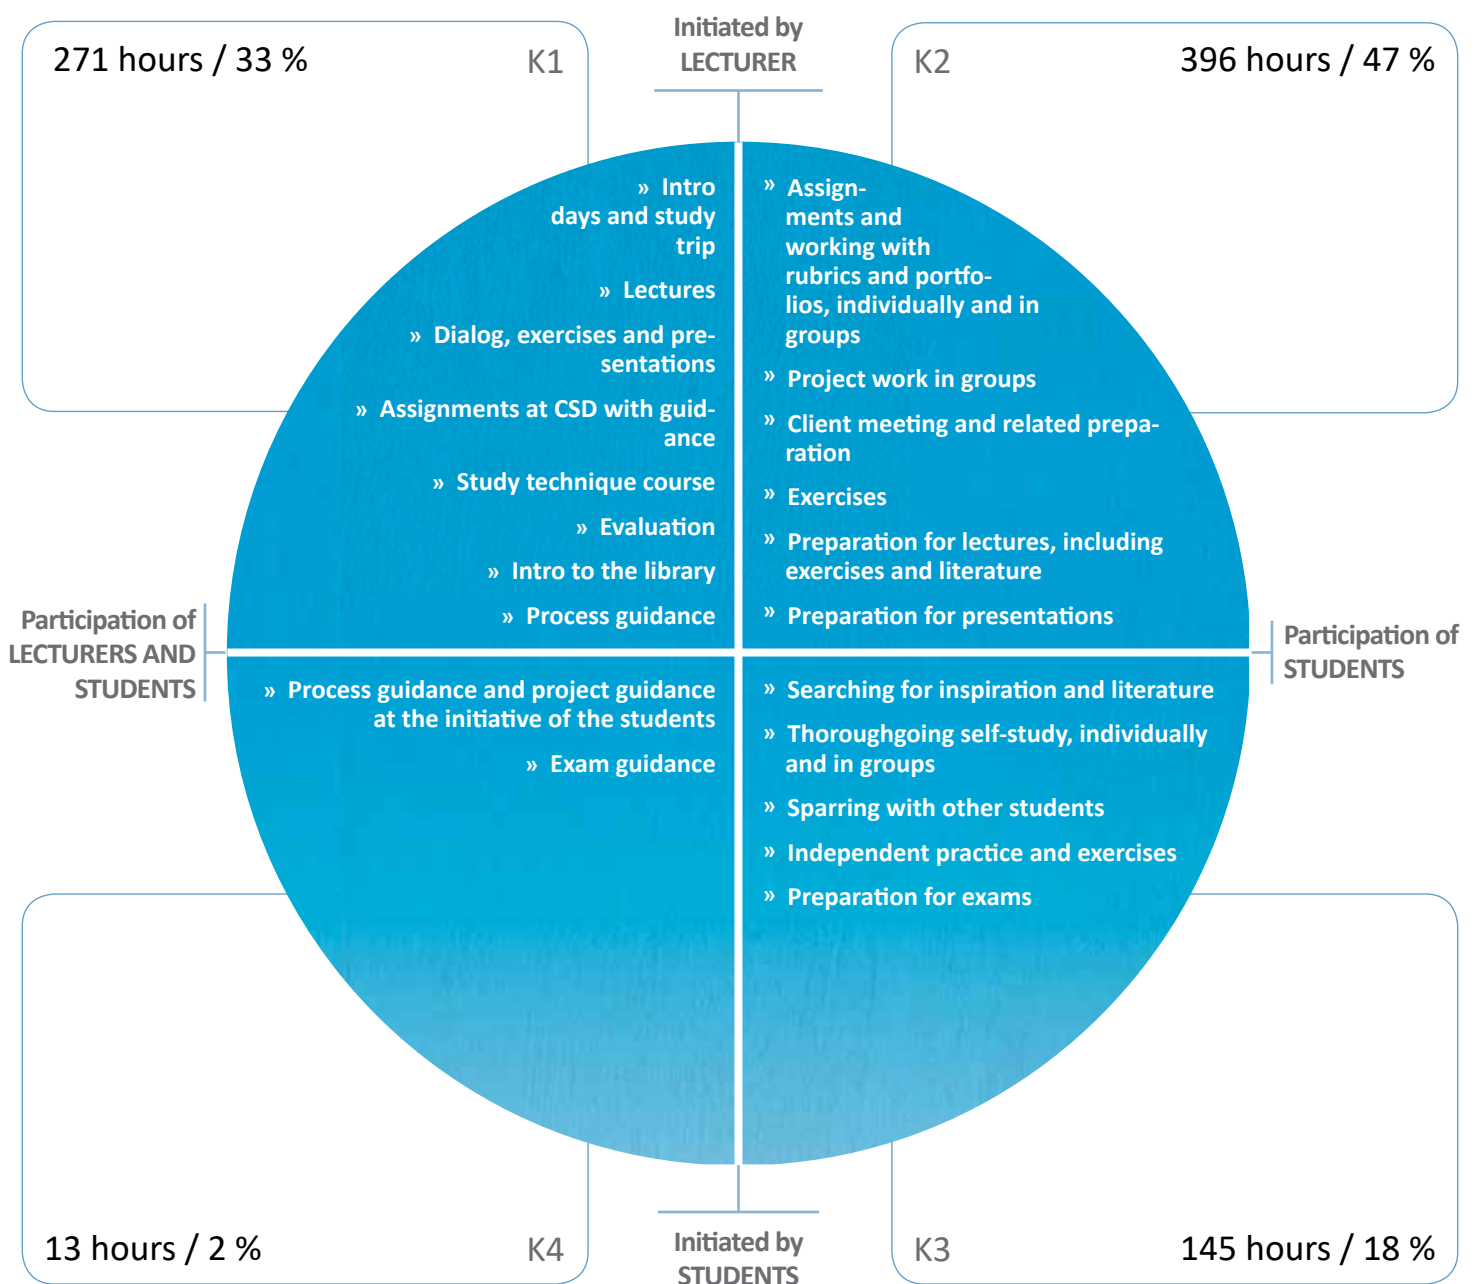 271 hours / 33 %
K1
Initiated by
LECTURER
K2
396 hours / 47 %
» Intro
days and study
trip
» Lectures
» Dialog, exercises and pre-
sentations
» Assignments at CSD with guid-
ance
» Study technique course
» Evaluation
» Intro to the library
» Process guidance
» Assign-
ments and
working with
rubrics and portfo-
lios, individually and in
groups
» Project work in groups
» Client meeting and related prepa-
ration
» Exercises
» Preparation for lectures, including
exercises and literature
» Preparation for presentations
Participation of
LECTURERS AND
STUDENTS
Participation of
STUDENTS
» Process guidance and project guidance
at the initiative of the students
» Exam guidance
» Searching for inspiration and literature
» Thoroughgoing self-study, individually
and in groups
» Sparring with other students
» Independent practice and exercises
» Preparation for exams
13 hours / 2 %
K4
Initiated by
STUDENTS
K3
145 hours / 18 %